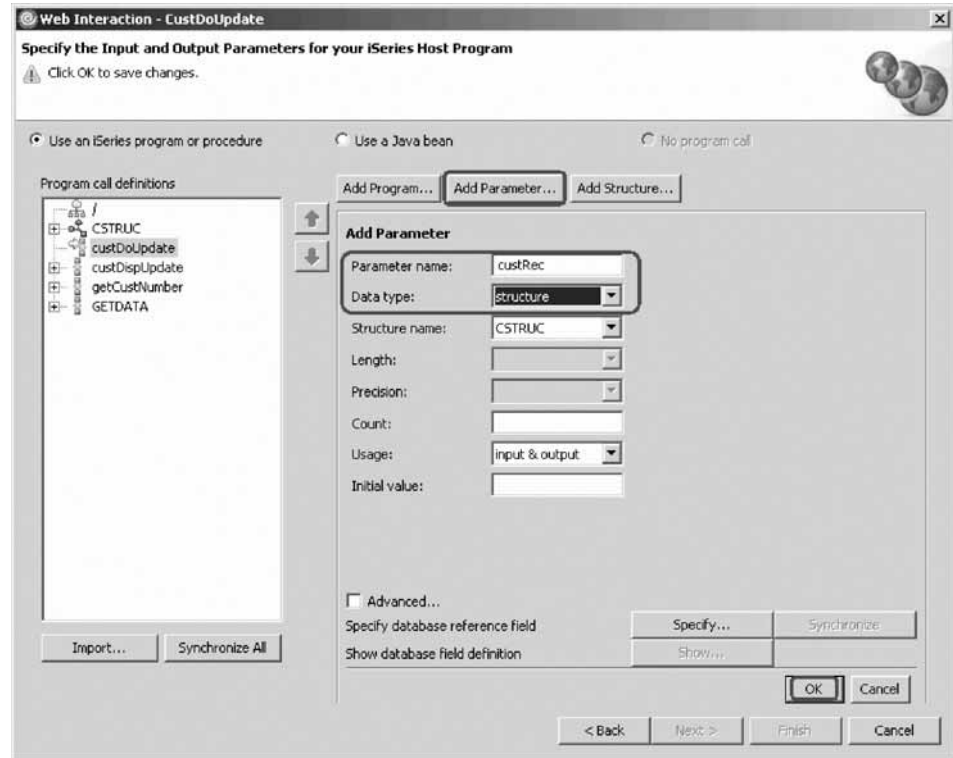 Web Interaction - CustDoUpdate
Specify the Input and Output Parameters for your iSeries Host Program
Click OK to save changes.
Use an iSeries program or procedure
Use a Java bean
No program call
Program call definitions
/
CSTRUC
custDoUpdate
custDispUpdate
getCustNumber
GETDATA
Import...
Synchronize All
Add Program...
Add Parameter...
Add Structure...
Add Parameter
Parameter name: custRec
Data type: structure
Structure name: CSTRUC
Length:
Precision:
Count:
Usage: input & output
Initial value:
Advanced...
Specify database reference field Specify... Synchronize
Show database field definition Show...
OK Cancel
< Back Next > Finish Cancel